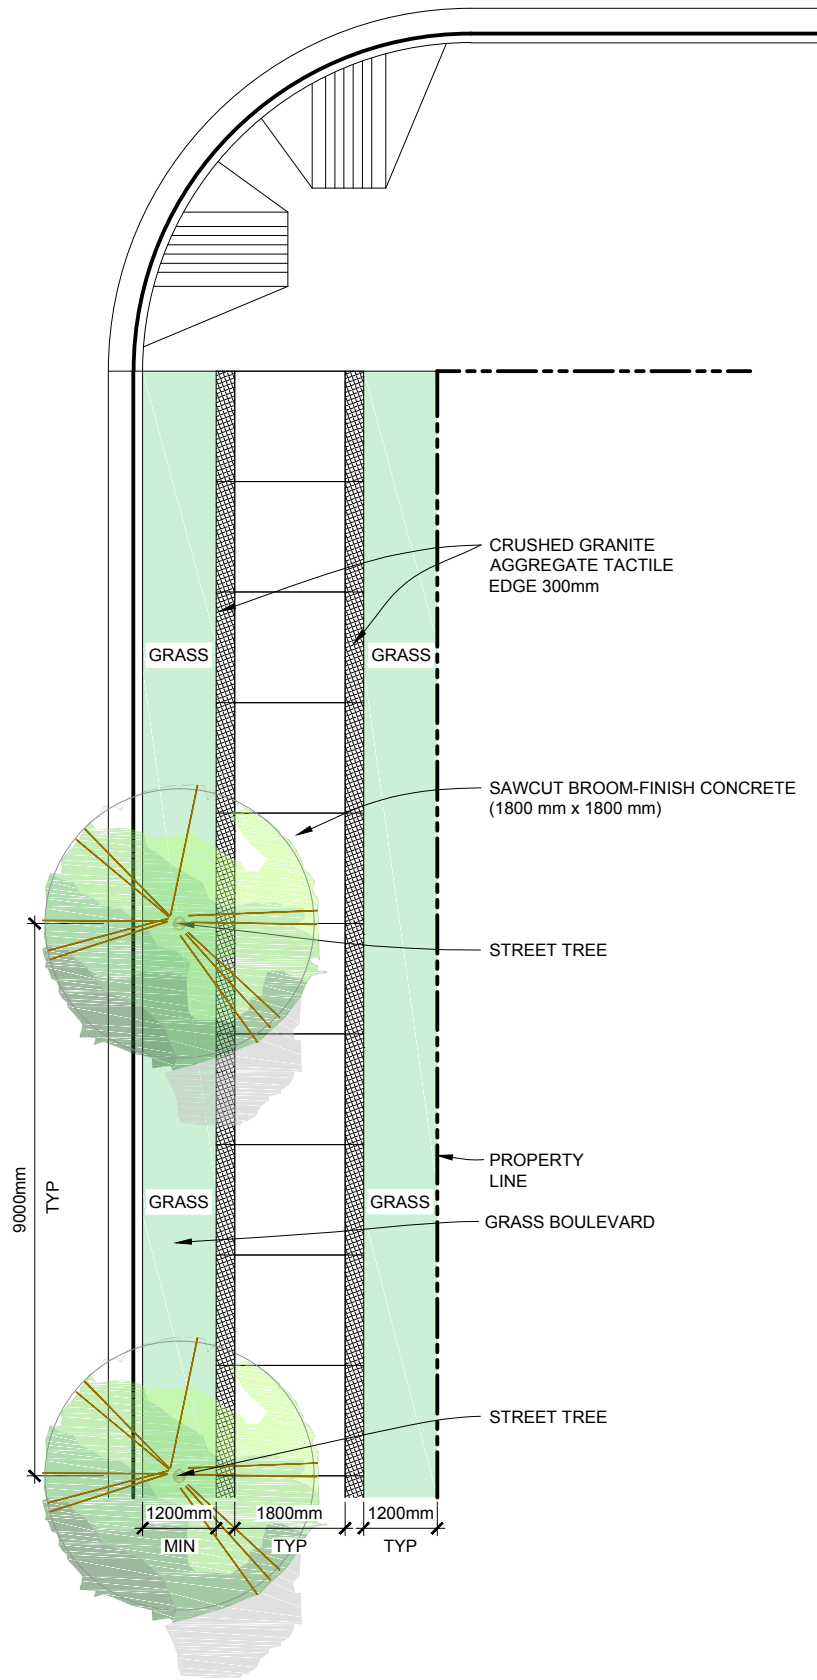 CRUSHED GRANITE
AGGREGATE TACTILE
EDGE 300mm
GRASS
GRASS
SAWCUT BROOM-FINISH CONCRETE
(1800 mm x 1800 mm)
STREET TREE
PROPERTY
LINE
GRASS
GRASS
GRASS BOULEVARD
9000mm
TYP
STREET TREE
1200mm
1800mm
1200mm
MIN
TYP
TYP